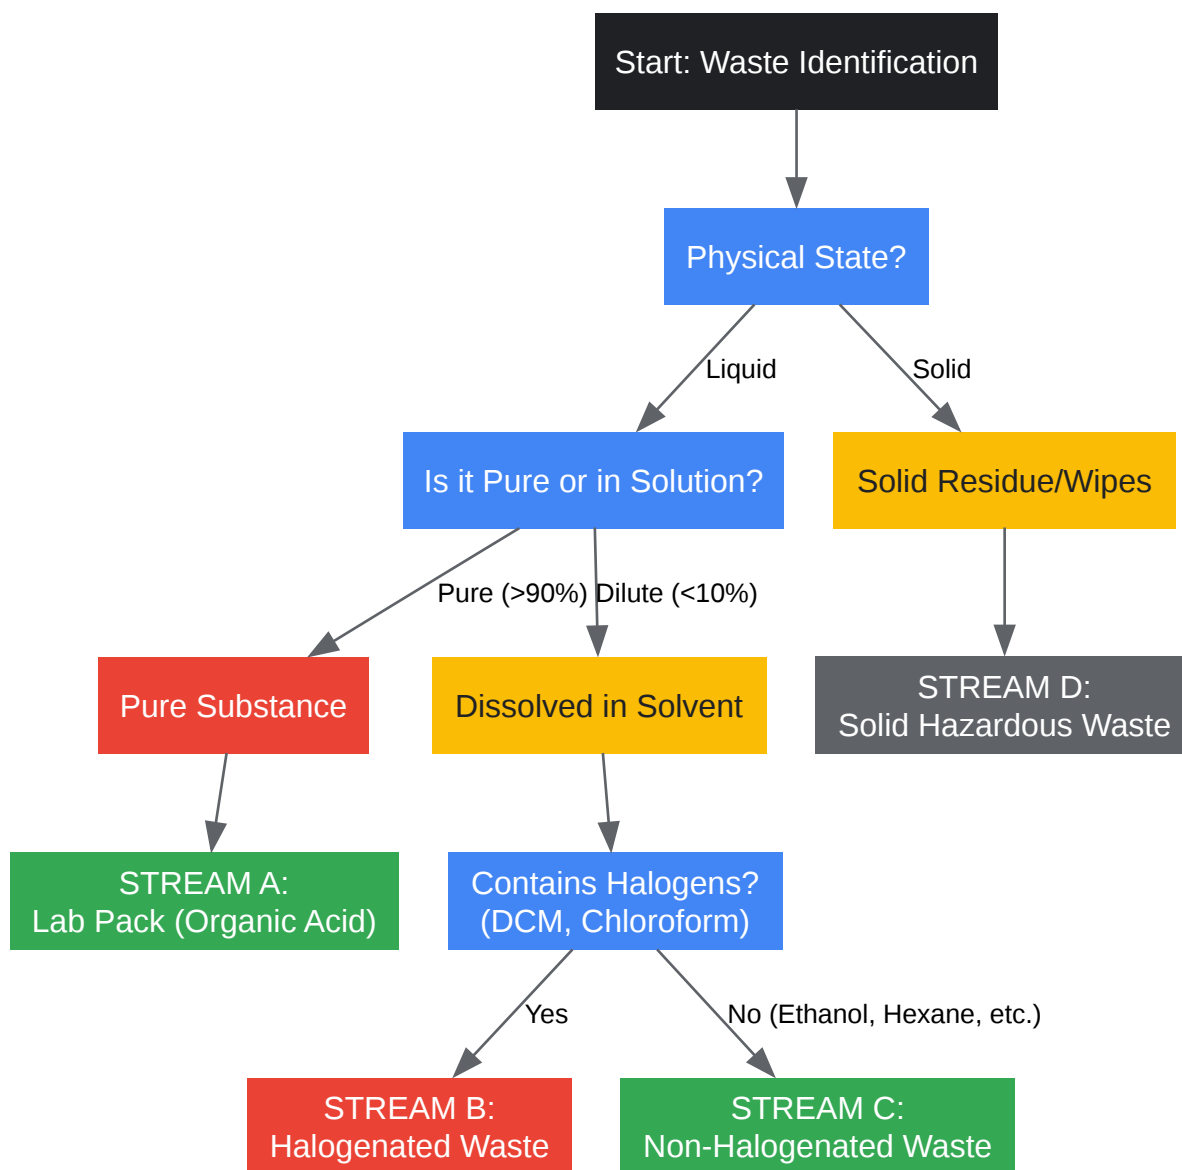 Start: Waste Identification
Physical State?
Liquid
Solid
Is it Pure or in Solution?
Solid Residue/Wipes
Pure (>90%)
Dilute (<10%)
Pure Substance
Dissolved in Solvent
STREAM D:
Solid Hazardous Waste
STREAM A:
Lab Pack (Organic Acid)
Contains Halogens?
(DCM, Chloroform)
Yes
No (Ethanol, Hexane, etc.)
STREAM B:
Halogenated Waste
STREAM C:
Non-Halogenated Waste